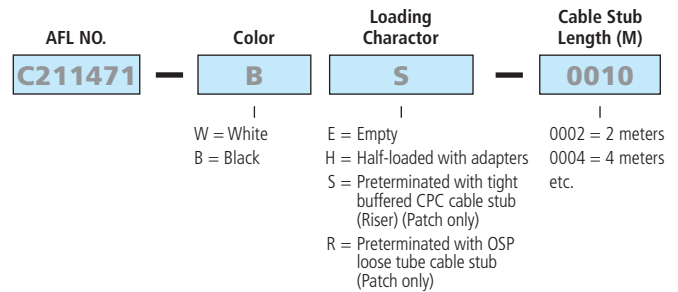 AFL NO.
Color
Loading
Charactor
Cable Stub
Length (M)
C211471 — B S — 0010
W = White
B = Black
E = Empty
H = Half-loaded with adapters
S = Preterminated with tight
buffered CPC cable stub
(Riser) (Patch only)
R = Preterminated with OSP
loose tube cable stub
(Patch only)
0002 = 2 meters
0004 = 4 meters
etc.